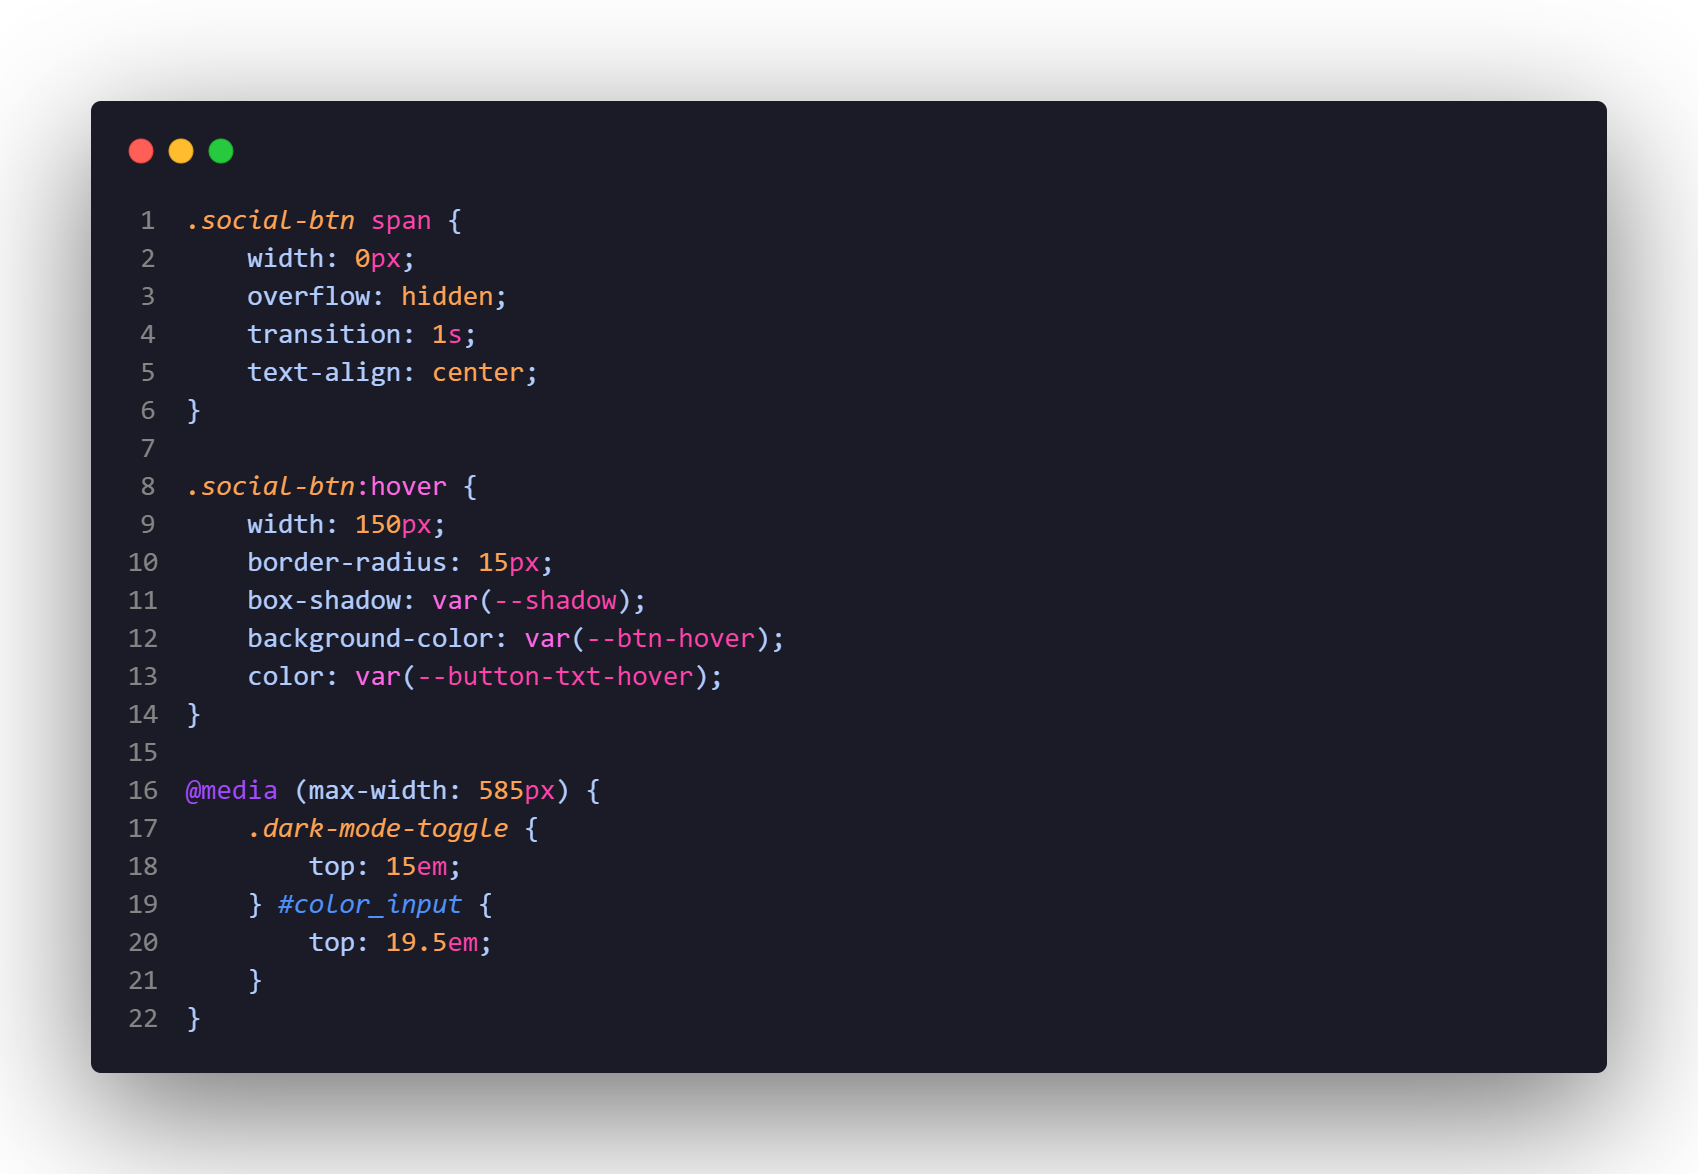 1 .social-btn span {
2     width: 0px;
3     overflow: hidden;
4     transition: 1s;
5     text-align: center;
6 }
7
8 .social-btn:hover {
9     width: 150px;
10     border-radius: 15px;
11     box-shadow: var(--shadow);
12     background-color: var(--btn-hover);
13     color: var(--button-txt-hover);
14 }
15
16 @media (max-width: 585px) {
17     .dark-mode-toggle {
18         top: 15em;
19     } #color_input {
20         top: 19.5em;
21     }
22 }